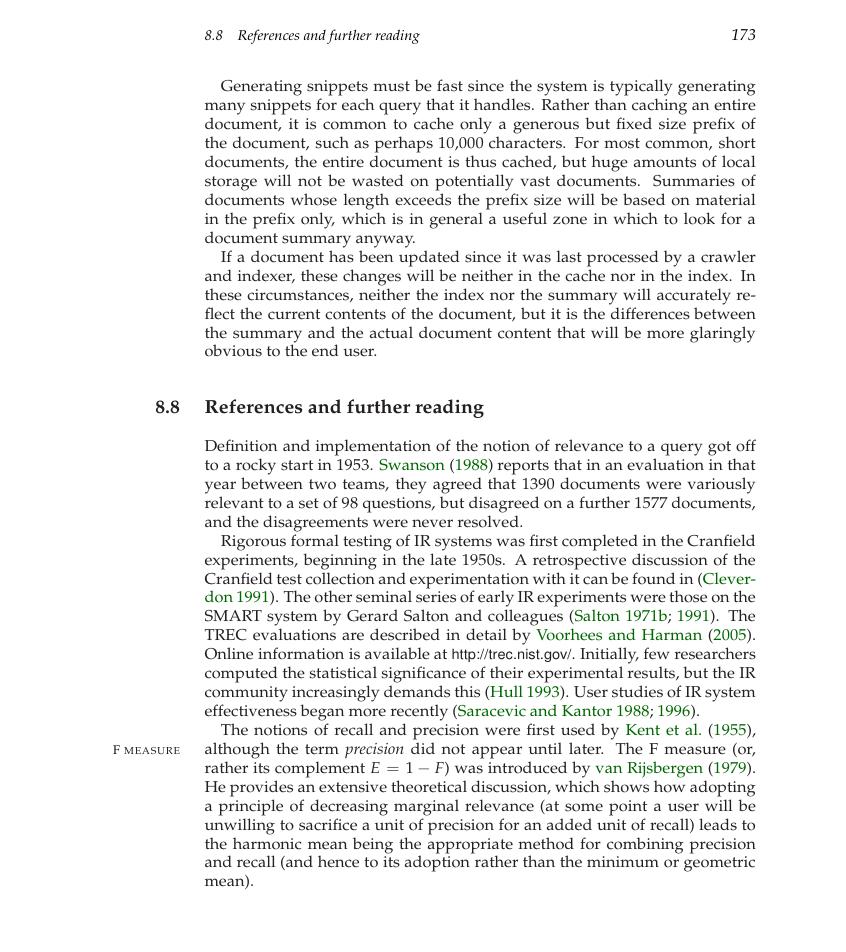 8.8 References and further reading 173
Generating snippets must be fast since the system is typically generating
many snippets for each query that it handles. Rather than caching an entire
document, it is common to cache only a generous but fixed size prefix of
the document, such as perhaps 10,000 characters. For most common, short
documents, the entire document is thus cached, but huge amounts of local
storage will not be wasted on potentially vast documents. Summaries of
documents whose length exceeds the prefix size will be based on material
in the prefix only, which is in general a useful zone in which to look for a
document summary anyway.
If a document has been updated since it was last processed by a crawler
and indexer, these changes will be neither in the cache nor in the index. In
these circumstances, neither the index nor the summary will accurately re-
flect the current contents of the document, but it is the differences between
the summary and the actual document content that will be more glaringly
obvious to the end user.
8.8 References and further reading
Definition and implementation of the notion of relevance to a query got off
to a rocky start in 1953. Swanson (1988) reports that in an evaluation in that
year between two teams, they agreed that 1390 documents were variously
relevant to a set of 98 questions, but disagreed on a further 1577 documents,
and the disagreements were never resolved.
Rigorous formal testing of IR systems was first completed in the Cranfield
experiments, beginning in the late 1950s. A retrospective discussion of the
Cranfield test collection and experimentation with it can be found in (Clever-
don 1991). The other seminal series of early IR experiments were those on the
SMART system by Gerard Salton and colleagues (Salton 1971b; 1991). The
TREC evaluations are described in detail by Voorhees and Harman (2005).
Online information is available at http://trec.nist.gov/. Initially, few researchers
computed the statistical significance of their experimental results, but the IR
community increasingly demands this (Hull 1993). User studies of IR system
effectiveness began more recently (Saracevic and Kantor 1988; 1996).
The notions of recall and precision were first used by Kent et al. (1955),
F MEASURE although the term precision did not appear until later. The F measure (or,
rather its complement E = 1 − F) was introduced by van Rijsbergen (1979).
He provides an extensive theoretical discussion, which shows how adopting
a principle of decreasing marginal relevance (at some point a user will be
unwilling to sacrifice a unit of precision for an added unit of recall) leads to
the harmonic mean being the appropriate method for combining precision
and recall (and hence to its adoption rather than the minimum or geometric
mean).